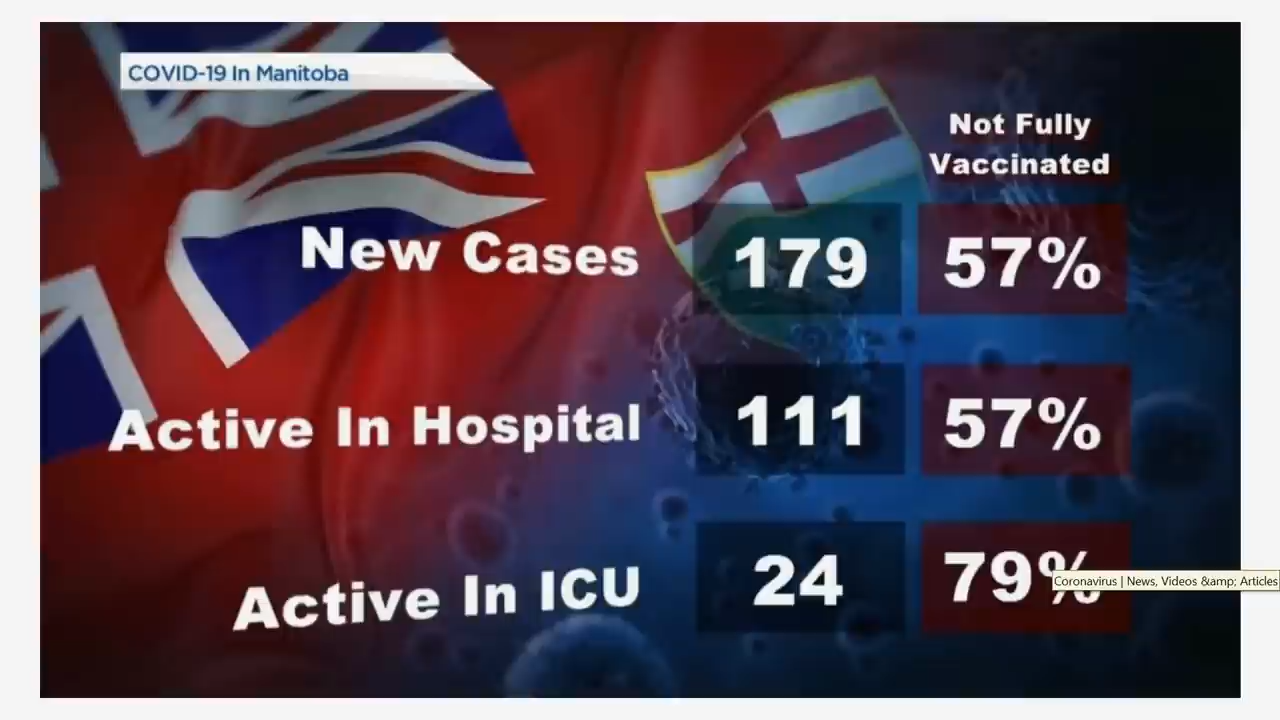 COVID-19 In Manitoba
Not Fully
Vaccinated
New Cases 179 57%
Active In Hospital 111 57%
Active In ICU 24 79%
Coronavirus | News, Videos &amp; Articles